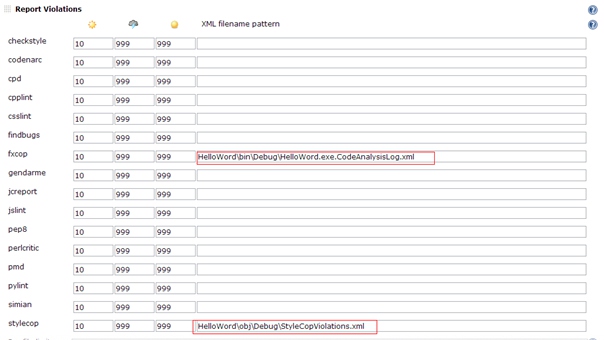 Report Violations
XML filename pattern
checkstyle 10 999 999
codenarc 10 999 999
cpd 10 999 999
cpplint 10 999 999
csslint 10 999 999
findbugs 10 999 999
fxcop 10 999 999 HelloWord\bin\Debug\HelloWord.exe.CodeAnalysisLog.xml
gendarme 10 999 999
jcreport 10 999 999
jslint 10 999 999
pep8 10 999 999
perlcritic 10 999 999
pmd 10 999 999
pylint 10 999 999
simian 10 999 999
stylecop 10 999 999 HelloWord\obj\Debug\StyleCopViolations.xml